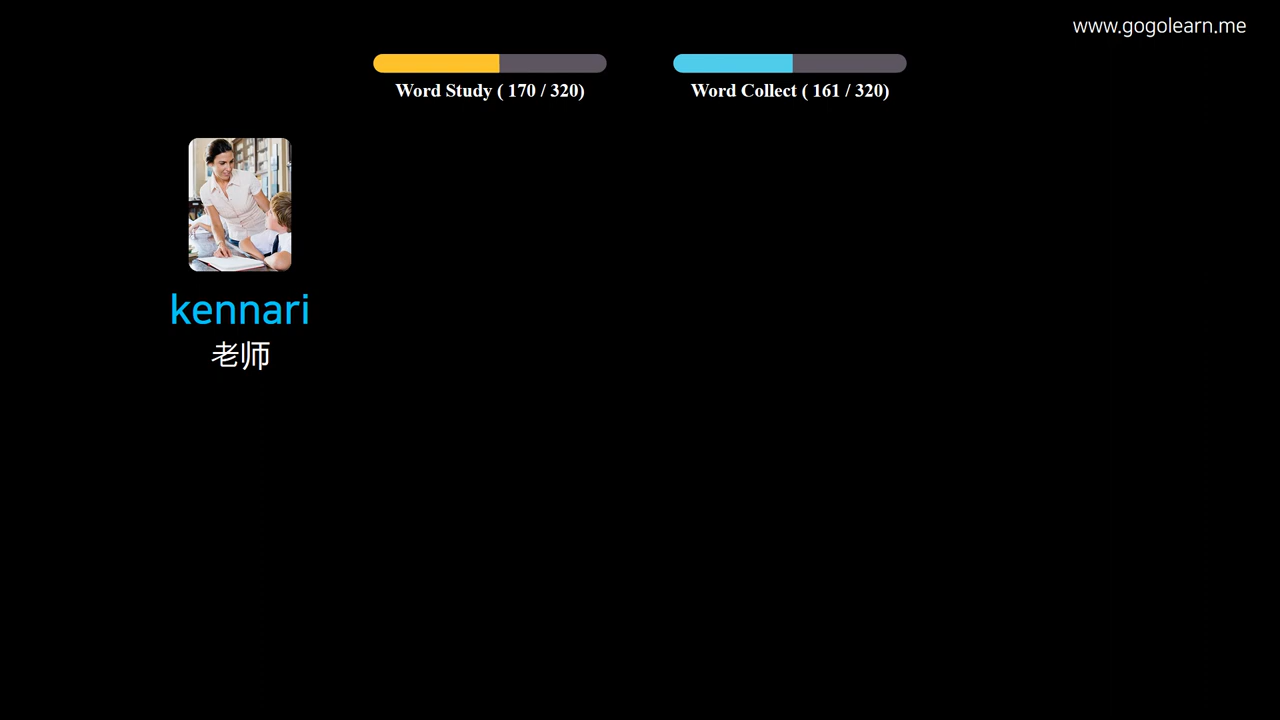 www.gogolearn.me
Word Study ( 170 / 320)
Word Collect ( 161 / 320)
kennari
老师